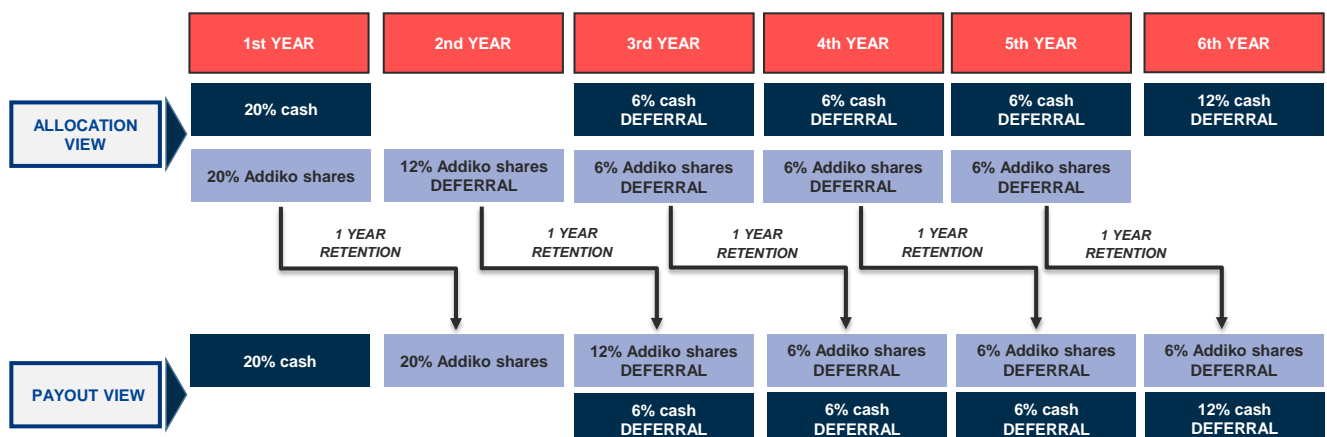 1st YEAR
2nd YEAR
3rd YEAR
4th YEAR
5th YEAR
6th YEAR
ALLOCATION
VIEW
20% cash
6% cash
DEFERRAL
6% cash
DEFERRAL
6% cash
DEFERRAL
12% cash
DEFERRAL
20% Addiko shares
12% Addiko shares
DEFERRAL
6% Addiko shares
DEFERRAL
6% Addiko shares
DEFERRAL
6% Addiko shares
DEFERRAL
1 YEAR
RETENTION
1 YEAR
RETENTION
1 YEAR
RETENTION
1 YEAR
RETENTION
1 YEAR
RETENTION
PAYOUT VIEW
20% cash
20% Addiko shares
12% Addiko shares
DEFERRAL
6% Addiko shares
DEFERRAL
6% Addiko shares
DEFERRAL
6% Addiko shares
DEFERRAL
6% cash
DEFERRAL
6% cash
DEFERRAL
6% cash
DEFERRAL
12% cash
DEFERRAL